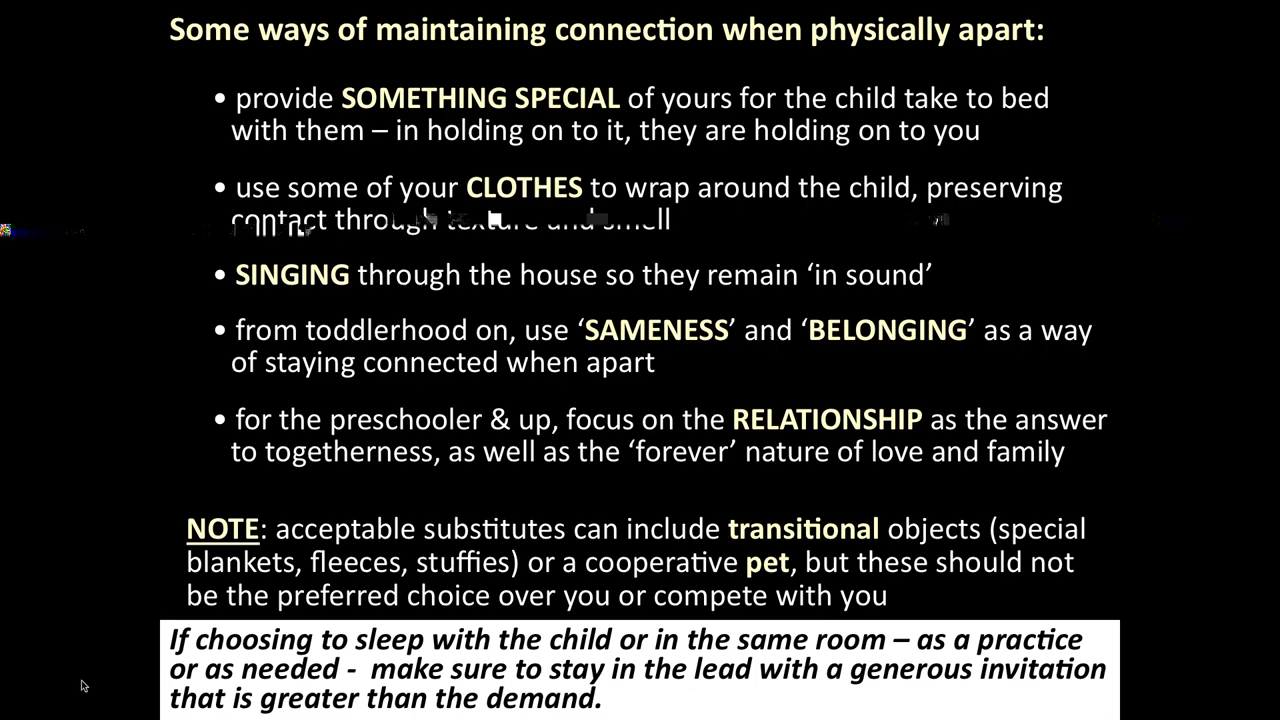 Some ways of maintaining connection when physically apart:
• provide SOMETHING SPECIAL of yours for the child take to bed
with them – in holding on to it, they are holding on to you
• use some of your CLOTHES to wrap around the child, preserving
contact through texture and smell
• SINGING through the house so they remain ‘in sound’
• from toddlerhood on, use ‘SAMENESS’ and ‘BELONGING’ as a way
of staying connected when apart
• for the preschooler & up, focus on the RELATIONSHIP as the answer
to togetherness, as well as the ‘forever’ nature of love and family
NOTE: acceptable substitutes can include transitional objects (special
blankets, fleeces, stuffies) or a cooperative pet, but these should not
be the preferred choice over you or compete with you
If choosing to sleep with the child or in the same room – as a practice
or as needed - make sure to stay in the lead with a generous invitation
that is greater than the demand.